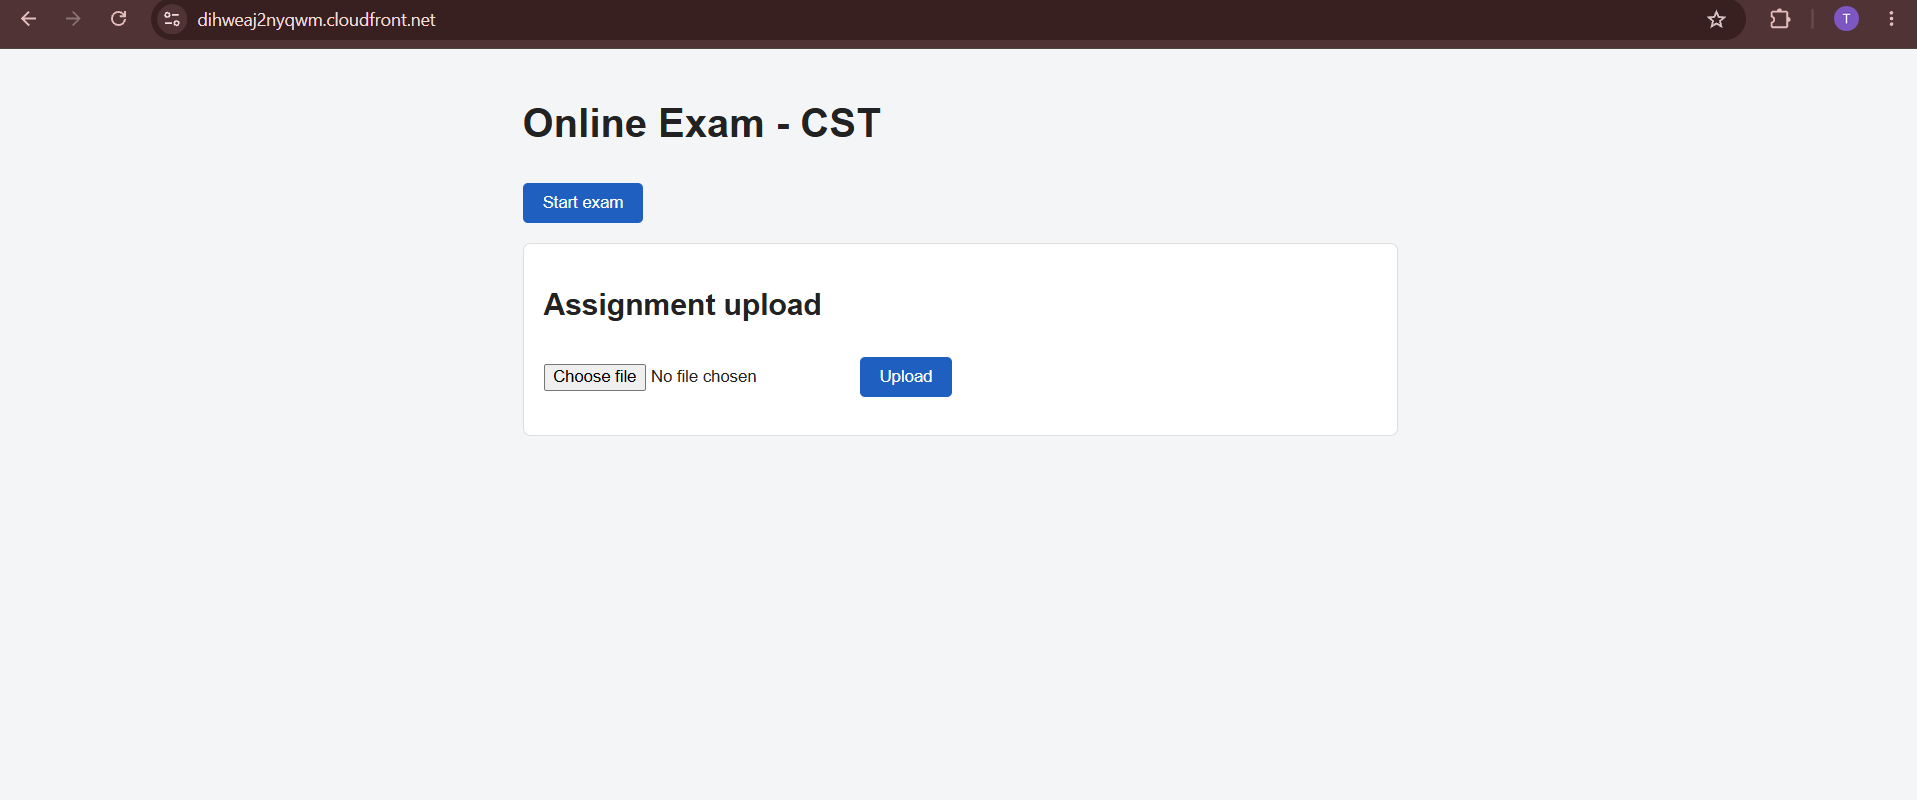 dihweaj2nyqwm.cloudfront.net
T
Online Exam - CST
Start exam
Assignment upload
Choose file No file chosen
Upload